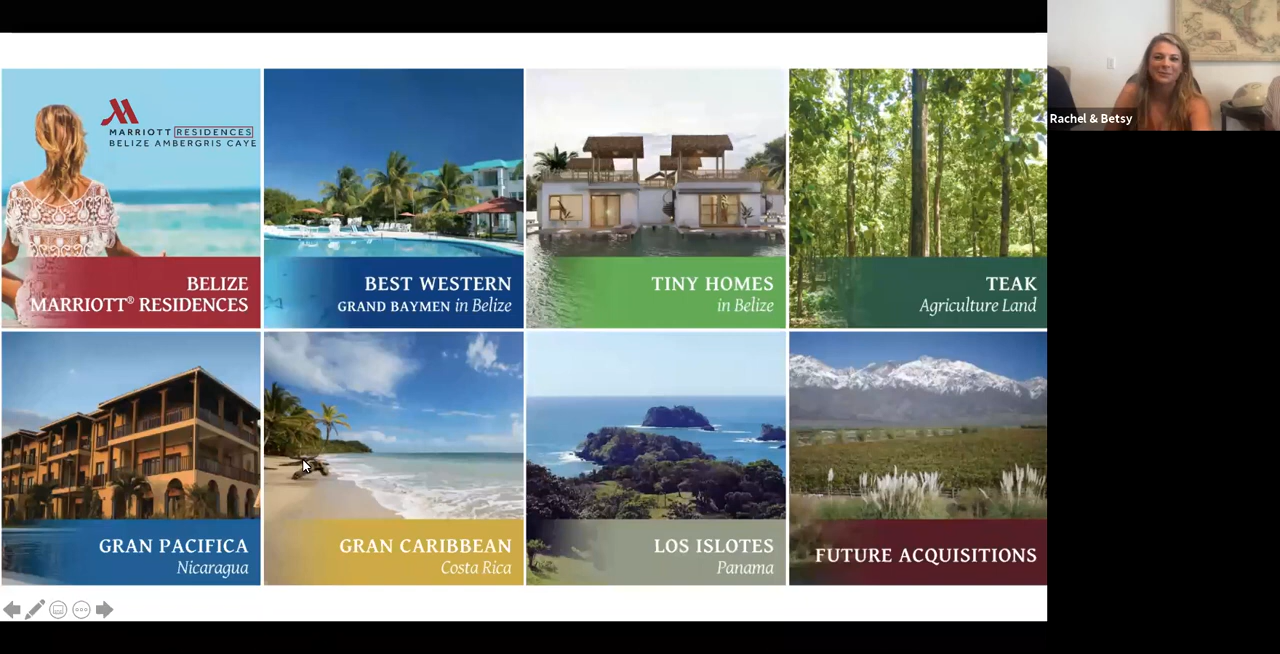 MARRIOTT RESIDENCES
BELIZE AMBERGRIS CAYE
BELIZE
MARRIOTT® RESIDENCES
BEST WESTERN
GRAND BAYMEN in Belize
TINY HOMES
in Belize
TEAK
Agriculture Land
GRAN PACIFICA
Nicaragua
GRAN CARIBBEAN
Costa Rica
LOS ISLOTES
Panama
FUTURE ACQUISITIONS
Rachel & Betsy